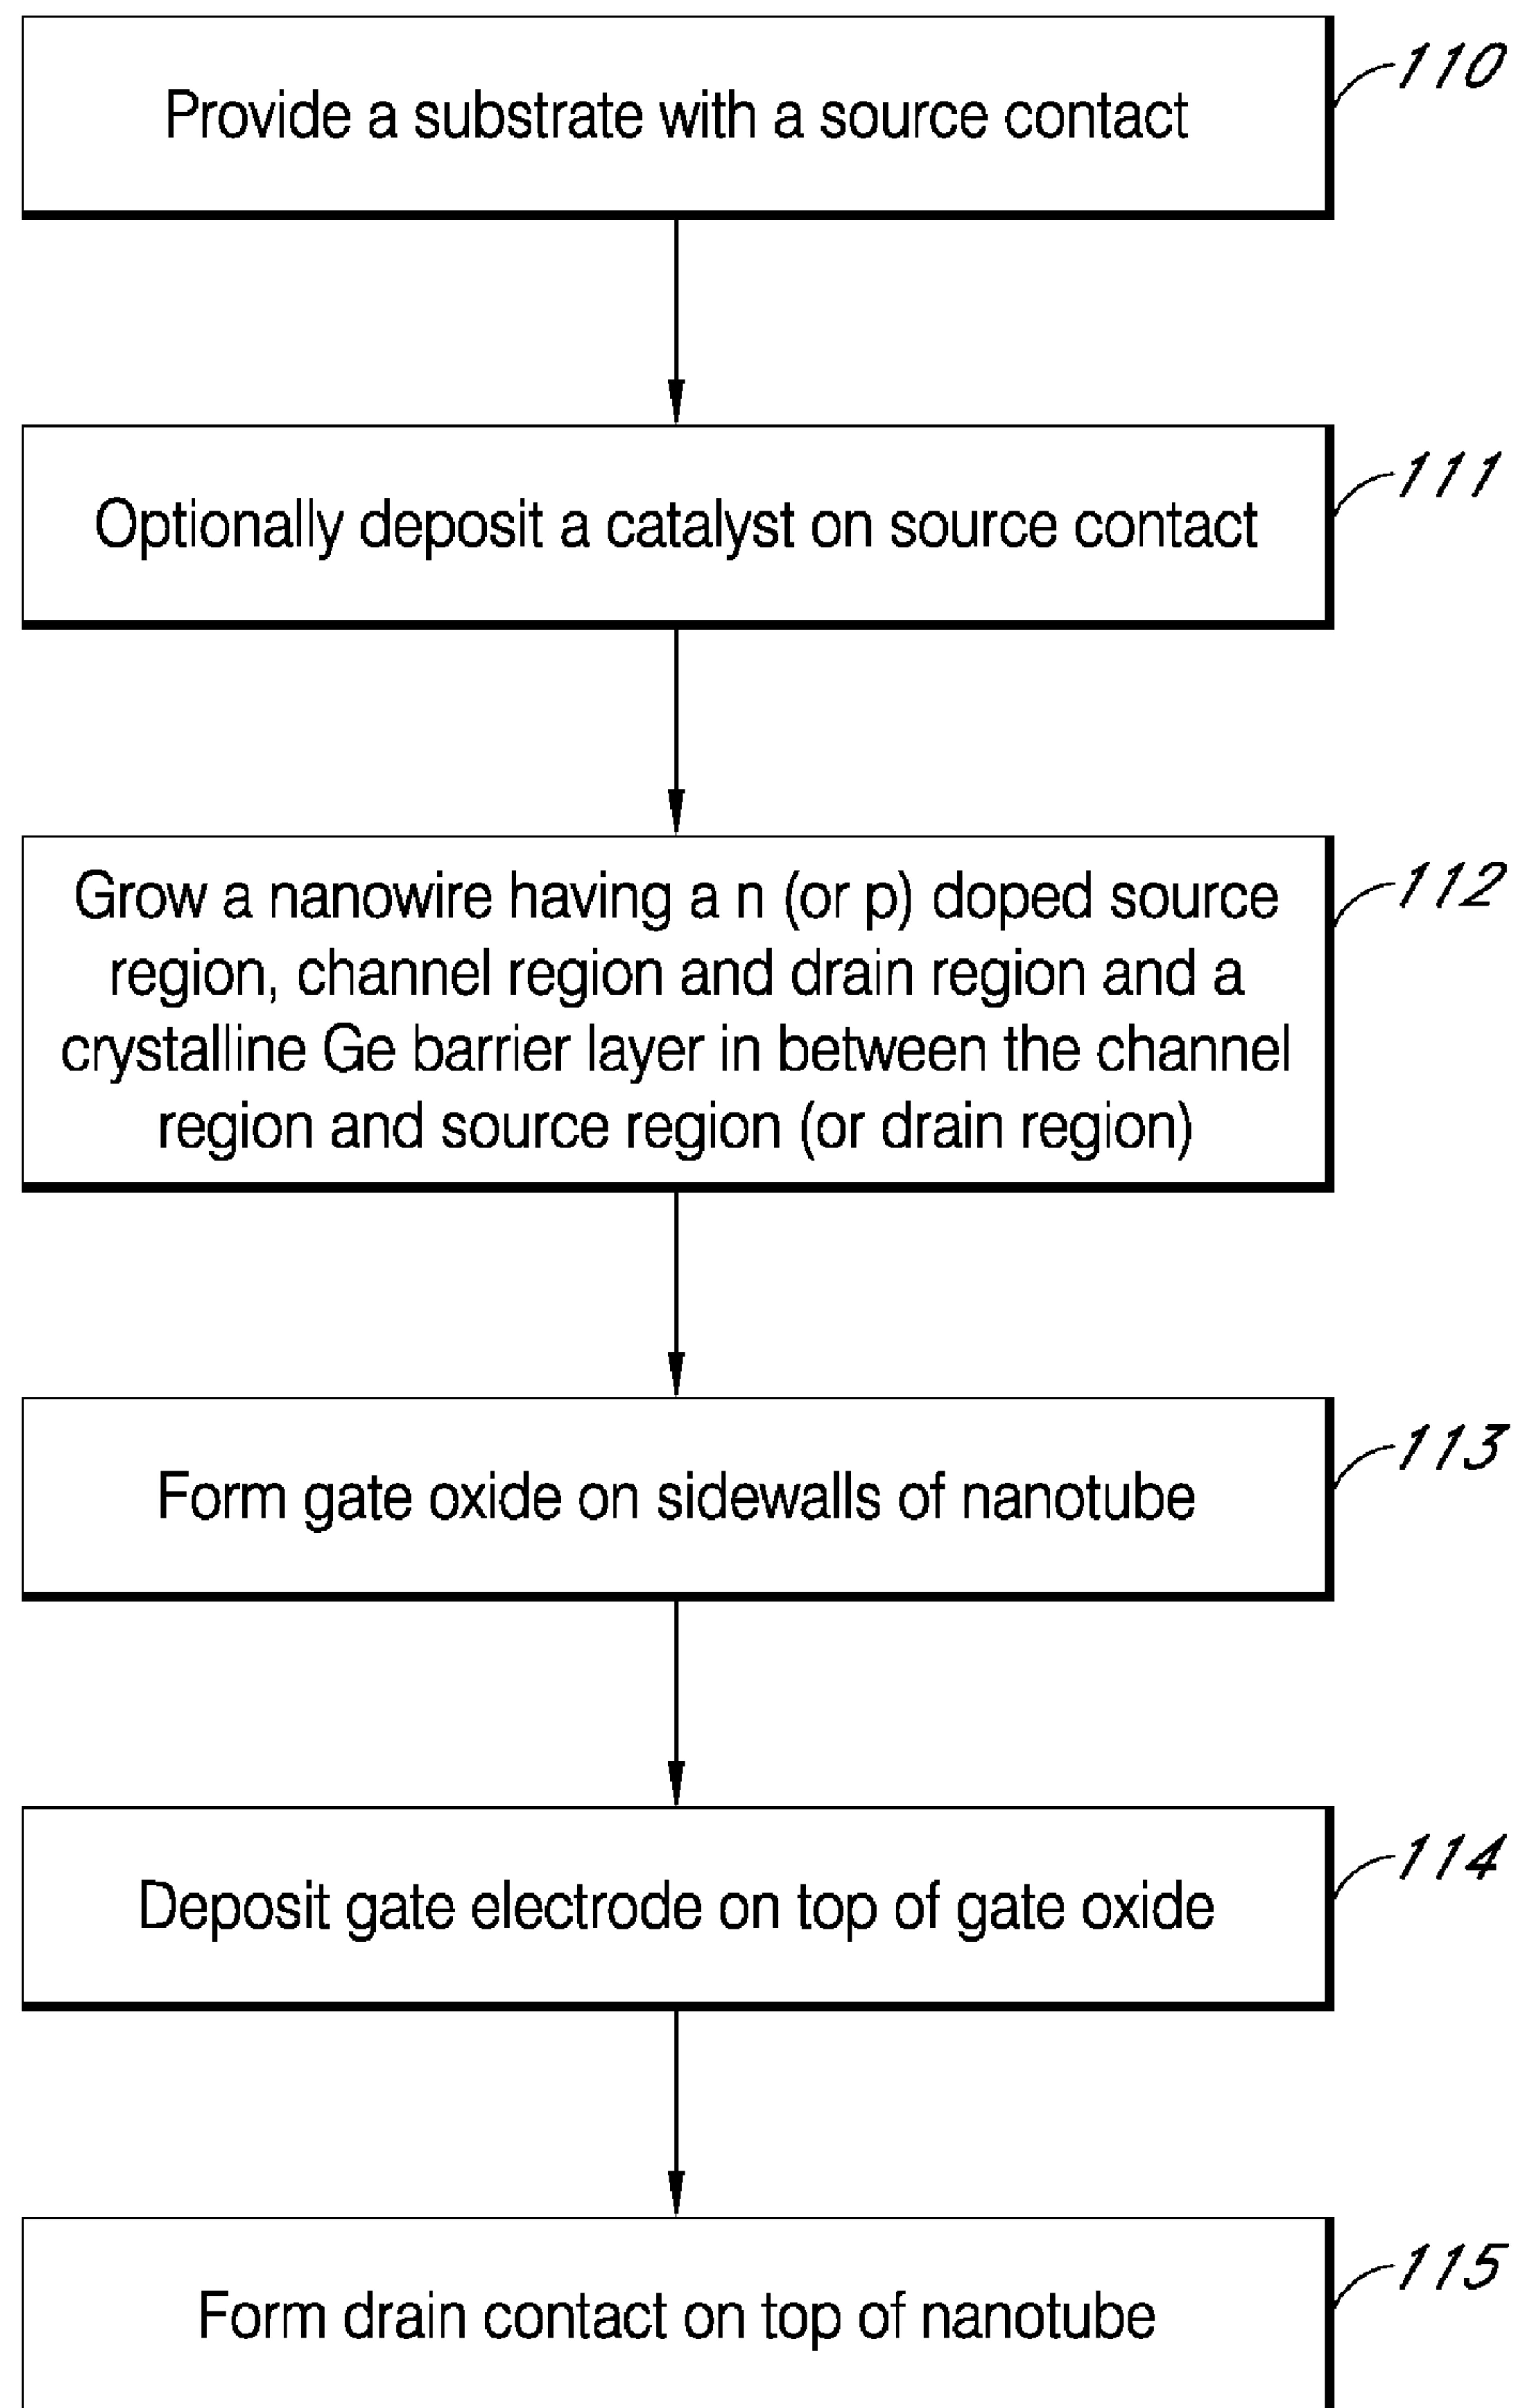 Provide a substrate with a source contact
110
Optionally deposit a catalyst on source contact
111
Grow a nanowire having a n (or p) doped source
region, channel region and drain region and a
crystalline Ge barrier layer in between the channel
region and source region (or drain region)
112
Form gate oxide on sidewalls of nanotube
113
Deposit gate electrode on top of gate oxide
114
Form drain contact on top of nanotube
115